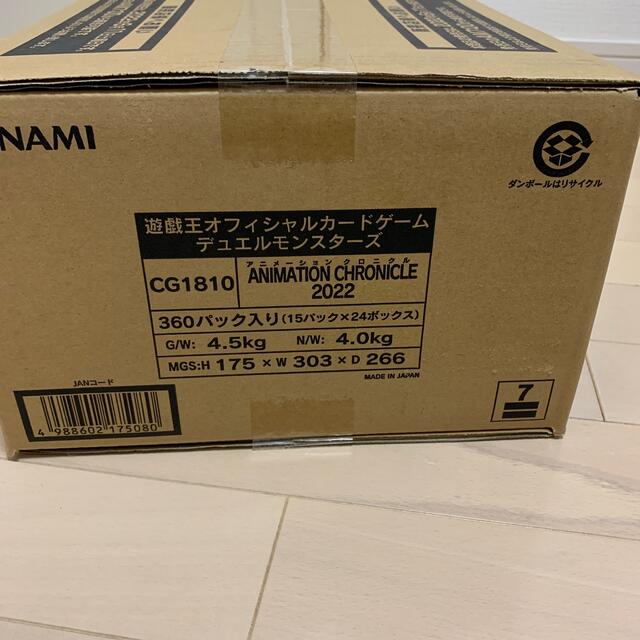 NAMI
ダンボールはリサイクル
遊戯王オフィシャルカードゲーム
デュエルモンスターズ
CG1810
アニメーション クロニクル
ANIMATION CHRONICLE
2022
360パック入り(15パック×24ボックス)
G/W: 4.5kg N/W: 4.0kg
MGS:H 175 × W 303 × D 266
MADE IN JAPAN
JANコード
4 988602 175080
7